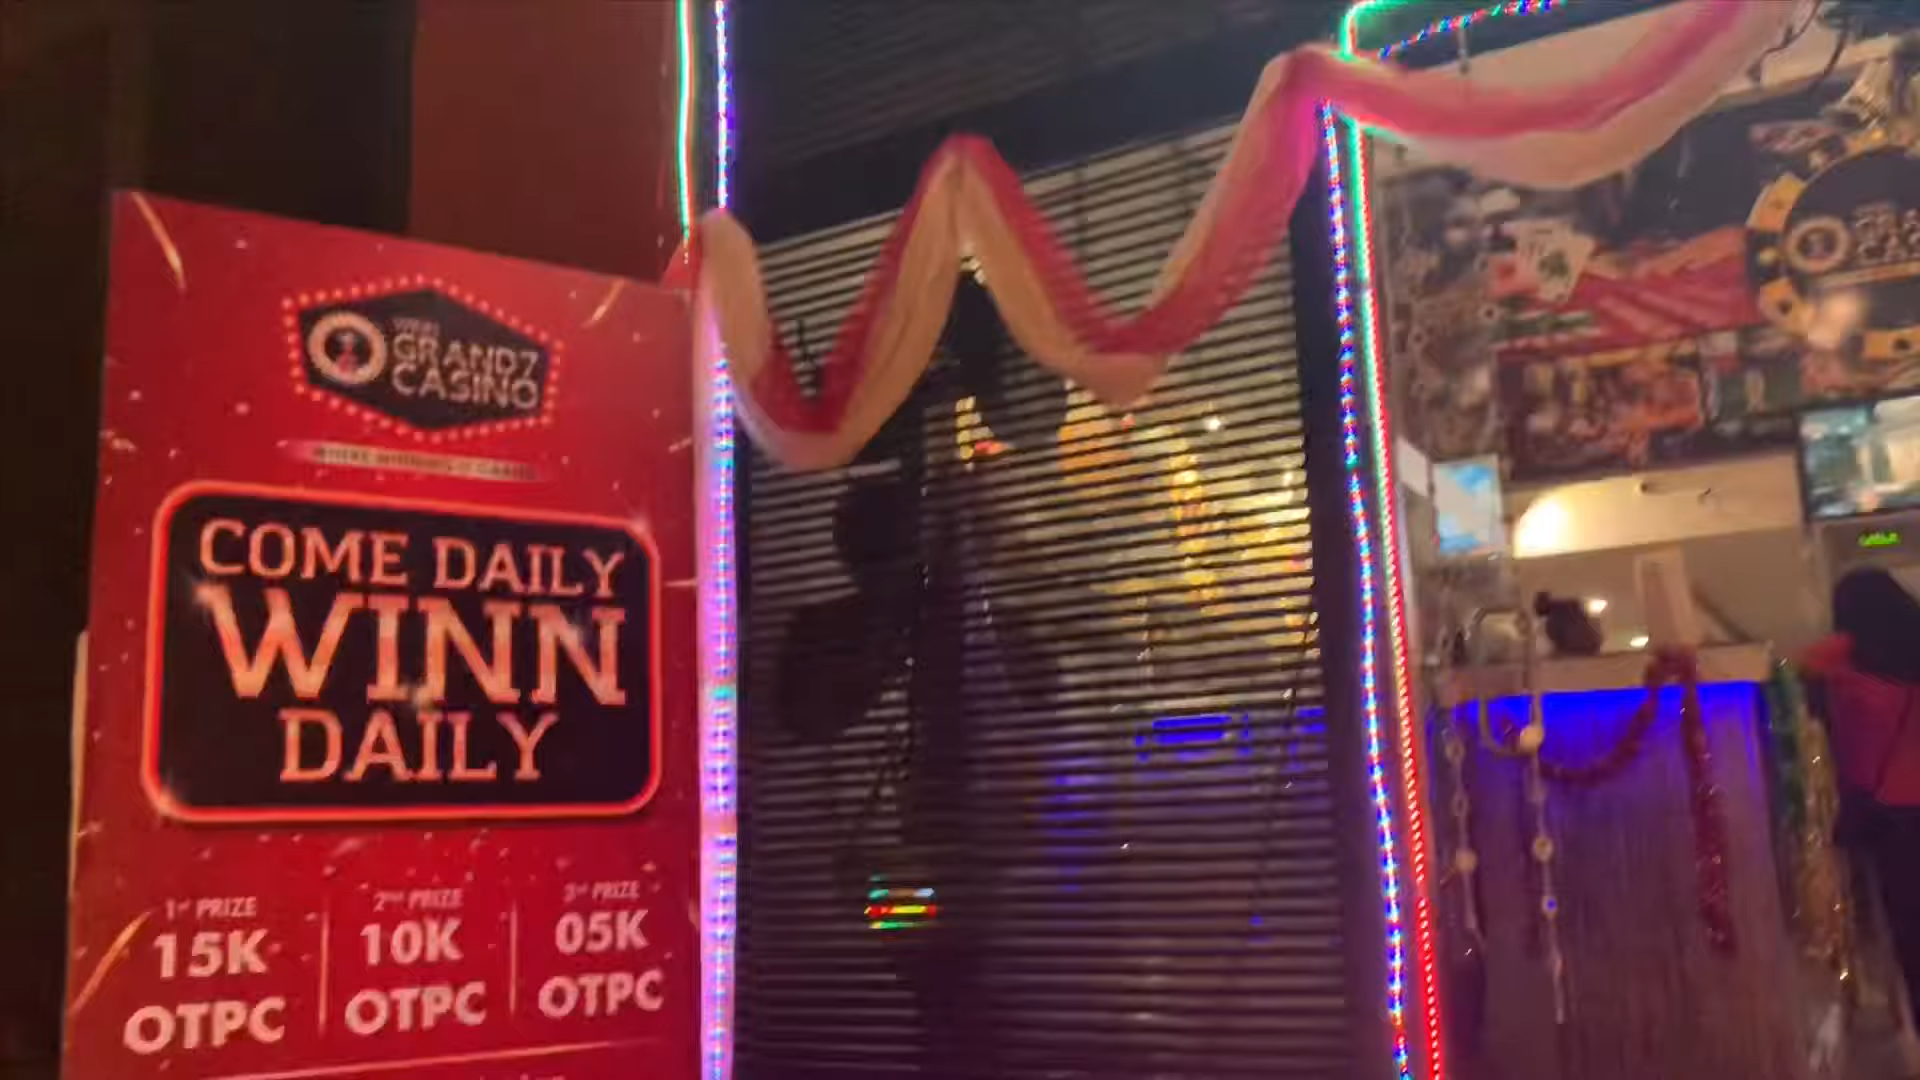 GRAND7
CASINO
COME DAILY
WINN
DAILY
1st PRIZE
15K
OTPC
2nd PRIZE
10K
OTPC
3rd PRIZE
05K
OTPC